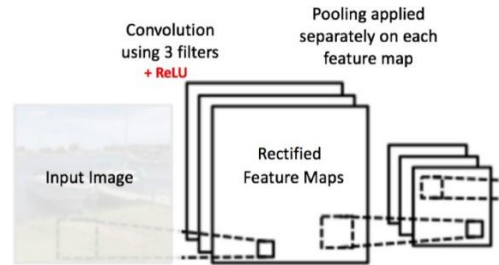 Convolution
using 3 filters
+ ReLU
Pooling applied
separately on each
feature map
Input Image
Rectified
Feature Maps